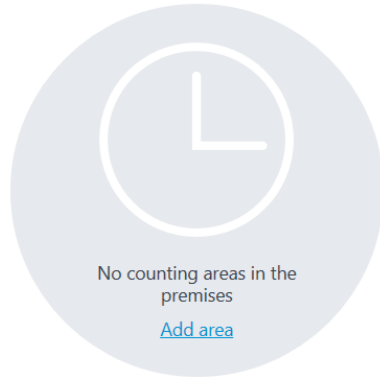 No counting areas in the
premises
Add area